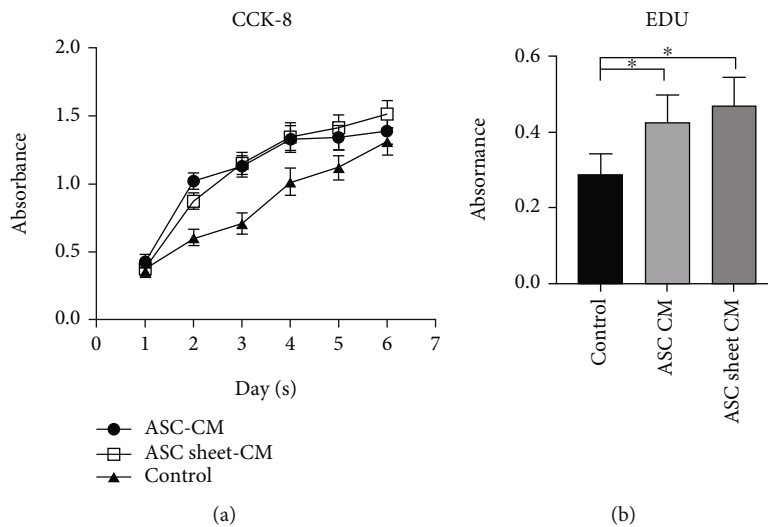 CCK-8
2.0
1.5
1.0
0.5
0.0
Absorbance
0 1 2 3 4 5 6 7
Day (s)
ASC-CM
ASC sheet-CM
Control
(a)
EDU
0.6
0.4
0.2
0.0
Absornance
* *
Control
ASC CM
ASC sheet CM
(b)